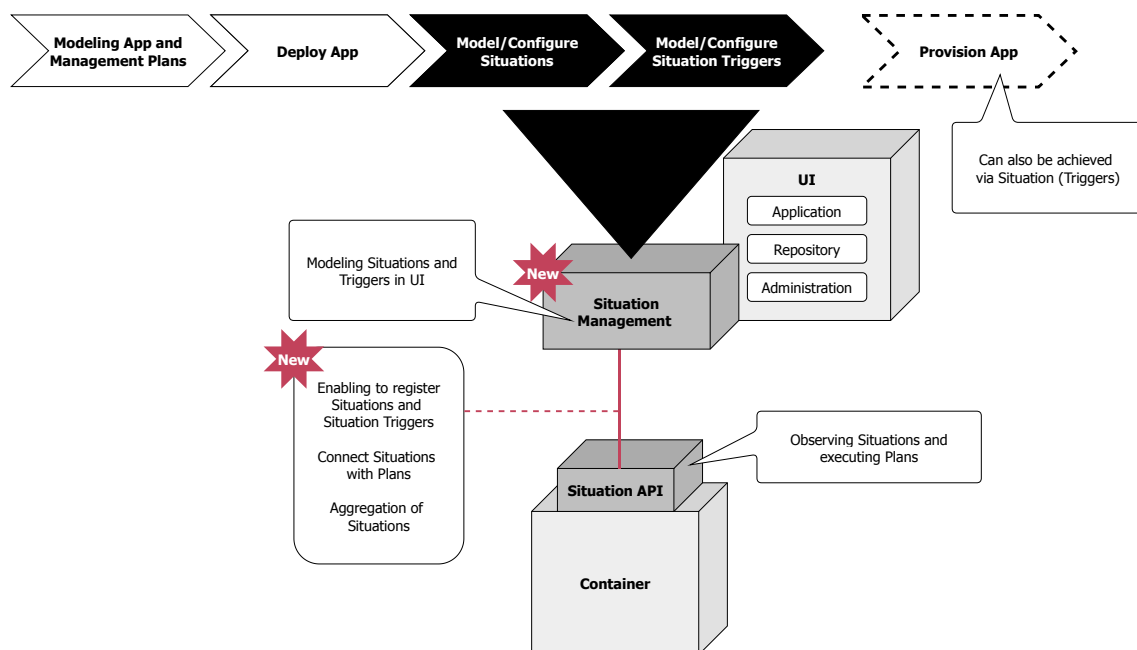 Modeling App and
Management Plans
Deploy App
Model/Configure
Situations
Model/Configure
Situation Triggers
Provision App
Can also be achieved
via Situation (Triggers)
UI
Application
Repository
Administration
Modeling Situations and
Triggers in UI
New
Situation
Management
New
Enabling to register
Situations and
Situation Triggers
Connect Situations
with Plans
Aggregation of
Situations
Observing Situations and
executing Plans
Situation API
Container